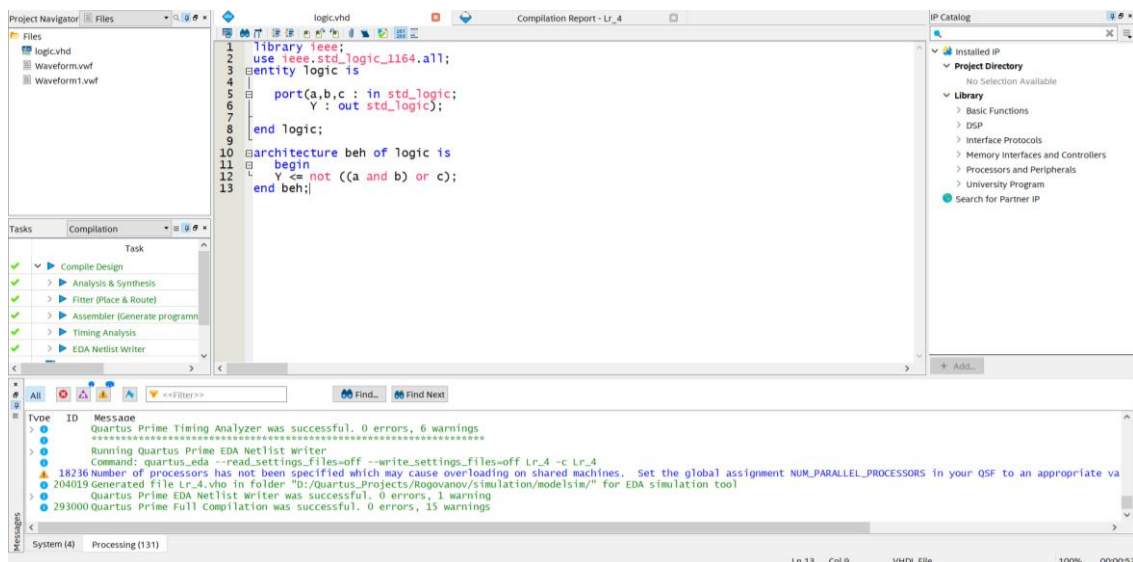 Project Navigator Files
Files
logic.vhd
Waveform.vwf
Waveform1.vwf
Tasks Compilation
Task
Compile Design
Analysis & Synthesis
Fitter (Place & Route)
Assembler (Generate programn
Timing Analysis
EDA Netlist Writer
logic.vhd
Compilation Report - Lr_4
1 library ieee;
2 use ieee.std_logic_1164.all;
3 entity logic is
4
5 port(a,b,c : in std_logic;
6 Y : out std_logic);
7
8 end logic;
9
10 architecture beh of logic is
11 begin
12 Y <= not ((a and b) or c);
13 end beh;
IP Catalog
Installed IP
Project Directory
No Selection Available
Library
Basic Functions
DSP
Interface Protocols
Memory Interfaces and Controllers
Processors and Peripherals
University Program
Search for Partner IP
+ Add...
All <<Filter>> Find... Find Next
Type ID Message
Quartus Prime Timing Analyzer was successful. 0 errors, 6 warnings
*******************************************************************
Running Quartus Prime EDA Netlist Writer
Command: quartus_eda --read_settings_files=off --write_settings_files=off Lr_4 -c Lr_4
18236 Number of processors has not been specified which may cause overloading on shared machines. Set the global assignment NUM_PARALLEL_PROCESSORS in your QSF to an appropriate va
204019 Generated file Lr_4.vho in folder "D:/Quartus_Projects/Rogovanov/simulation/modelsim/" for EDA simulation tool
Quartus Prime EDA Netlist Writer was successful. 0 errors, 1 warning
293000 Quartus Prime Full Compilation was successful. 0 errors, 15 warnings
Messages
System (4) Processing (131)
Ln 13 Col 9 VHDL File 100%